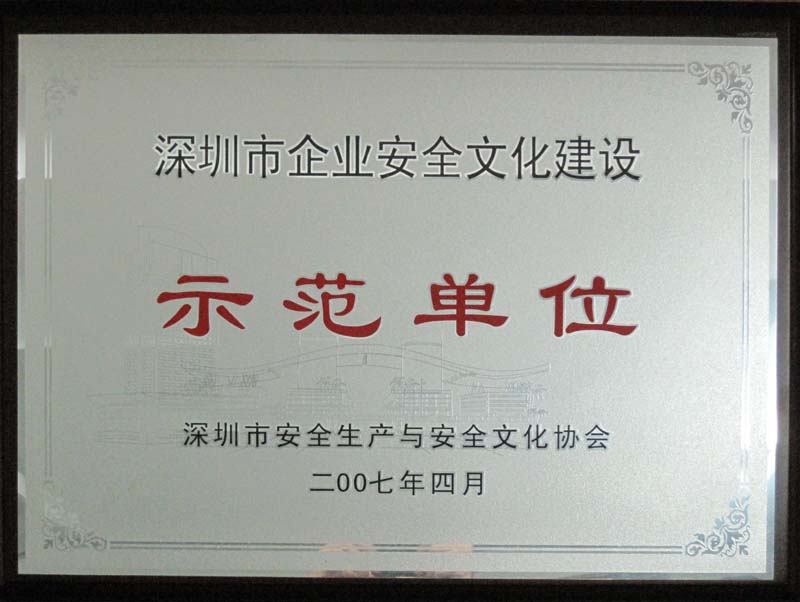 深圳市企业安全文化建设
示范单位
深圳市安全生产与安全文化协会
二00七年四月